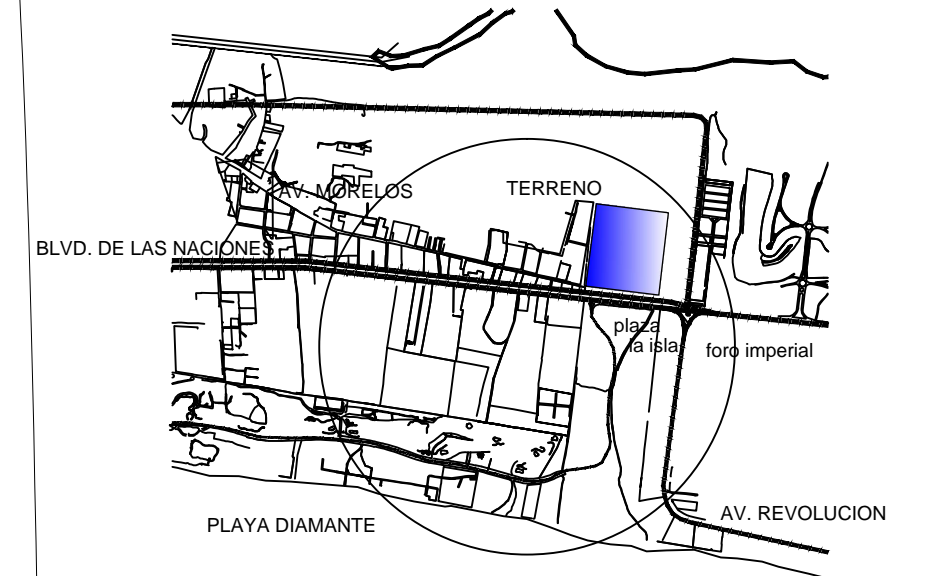 AV. MORELOS
TERRENO
BLVD. DE LAS NACIONES
plaza
la isla
foro imperial
AV. REVOLUCION
PLAYA DIAMANTE